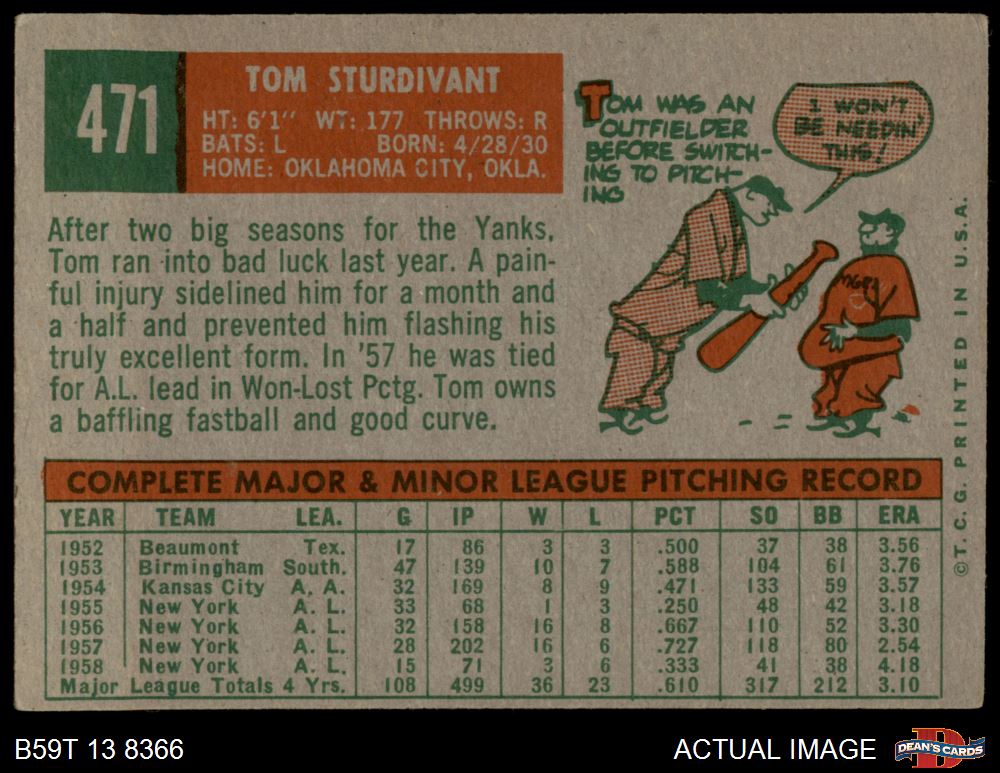 471
TOM STURDIVANT
HT: 6'1" WT: 177 THROWS: R
BATS: L BORN: 4/28/30
HOME: OKLAHOMA CITY, OKLA.
TOM WAS AN
OUTFIELDER
BEFORE SWITCH-
ING TO PITCH-
ING
I WON'T
BE NEEDIN'
THIS!
After two big seasons for the Yanks,
Tom ran into bad luck last year. A pain-
ful injury sidelined him for a month and
a half and prevented him flashing his
truly excellent form. In '57 he was tied
for A.L. lead in Won-Lost Pctg. Tom owns
a baffling fastball and good curve.
COMPLETE MAJOR & MINOR LEAGUE PITCHING RECORD
YEAR TEAM LEA. G IP W L PCT SO BB ERA
1952 Beaumont Tex. 17 86 3 3 .500 37 38 3.56
1953 Birmingham South. 47 139 10 7 .588 104 61 3.76
1954 Kansas City A. A. 32 169 8 9 .471 133 59 3.57
1955 New York A. L. 33 68 1 3 .250 48 42 3.18
1956 New York A. L. 32 158 16 8 .667 110 52 3.30
1957 New York A. L. 28 202 16 6 .727 118 80 2.54
1958 New York A. L. 15 71 3 6 .333 41 38 4.18
Major League Totals 4 Yrs. 108 499 36 23 .610 317 212 3.10
©T. C. G. PRINTED IN U.S.A.
B59T 13 8366
ACTUAL IMAGE
DEAN'S CARDS